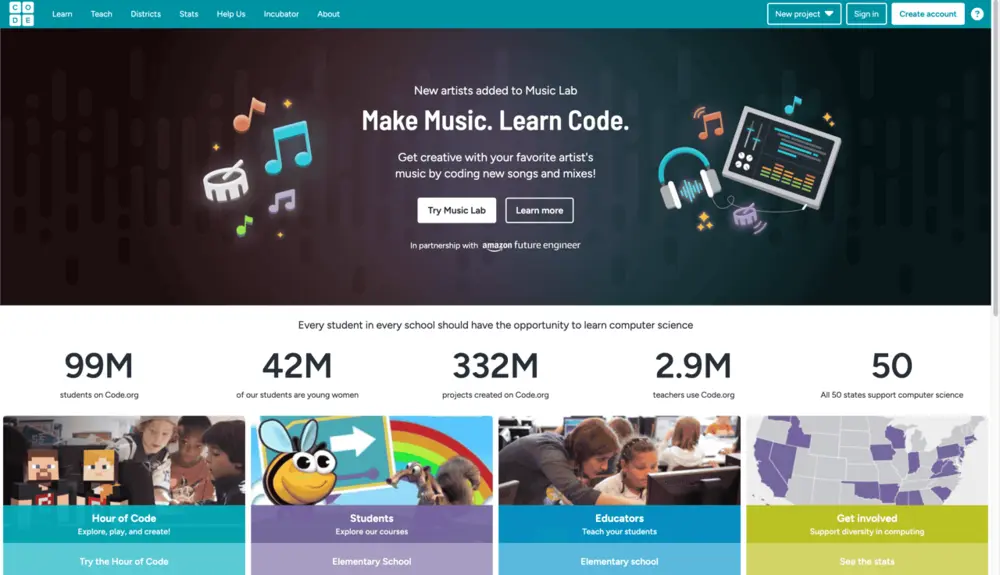 CODE
Learn Teach Districts Stats Help Us Incubator About
New project Sign in Create account ?
New artists added to Music Lab
Make Music. Learn Code.
Get creative with your favorite artist's
music by coding new songs and mixes!
Try Music Lab Learn more
In partnership with amazon future engineer
Every student in every school should have the opportunity to learn computer science
99M 42M 332M 2.9M 50
students on Code.org of our students are young women projects created on Code.org teachers use Code.org All 50 states support computer science
Hour of Code Students Educators Get involved
Explore, play, and create! Explore our courses Teach your students Support diversity in computing
Try the Hour of Code Elementary School Elementary school See the stats